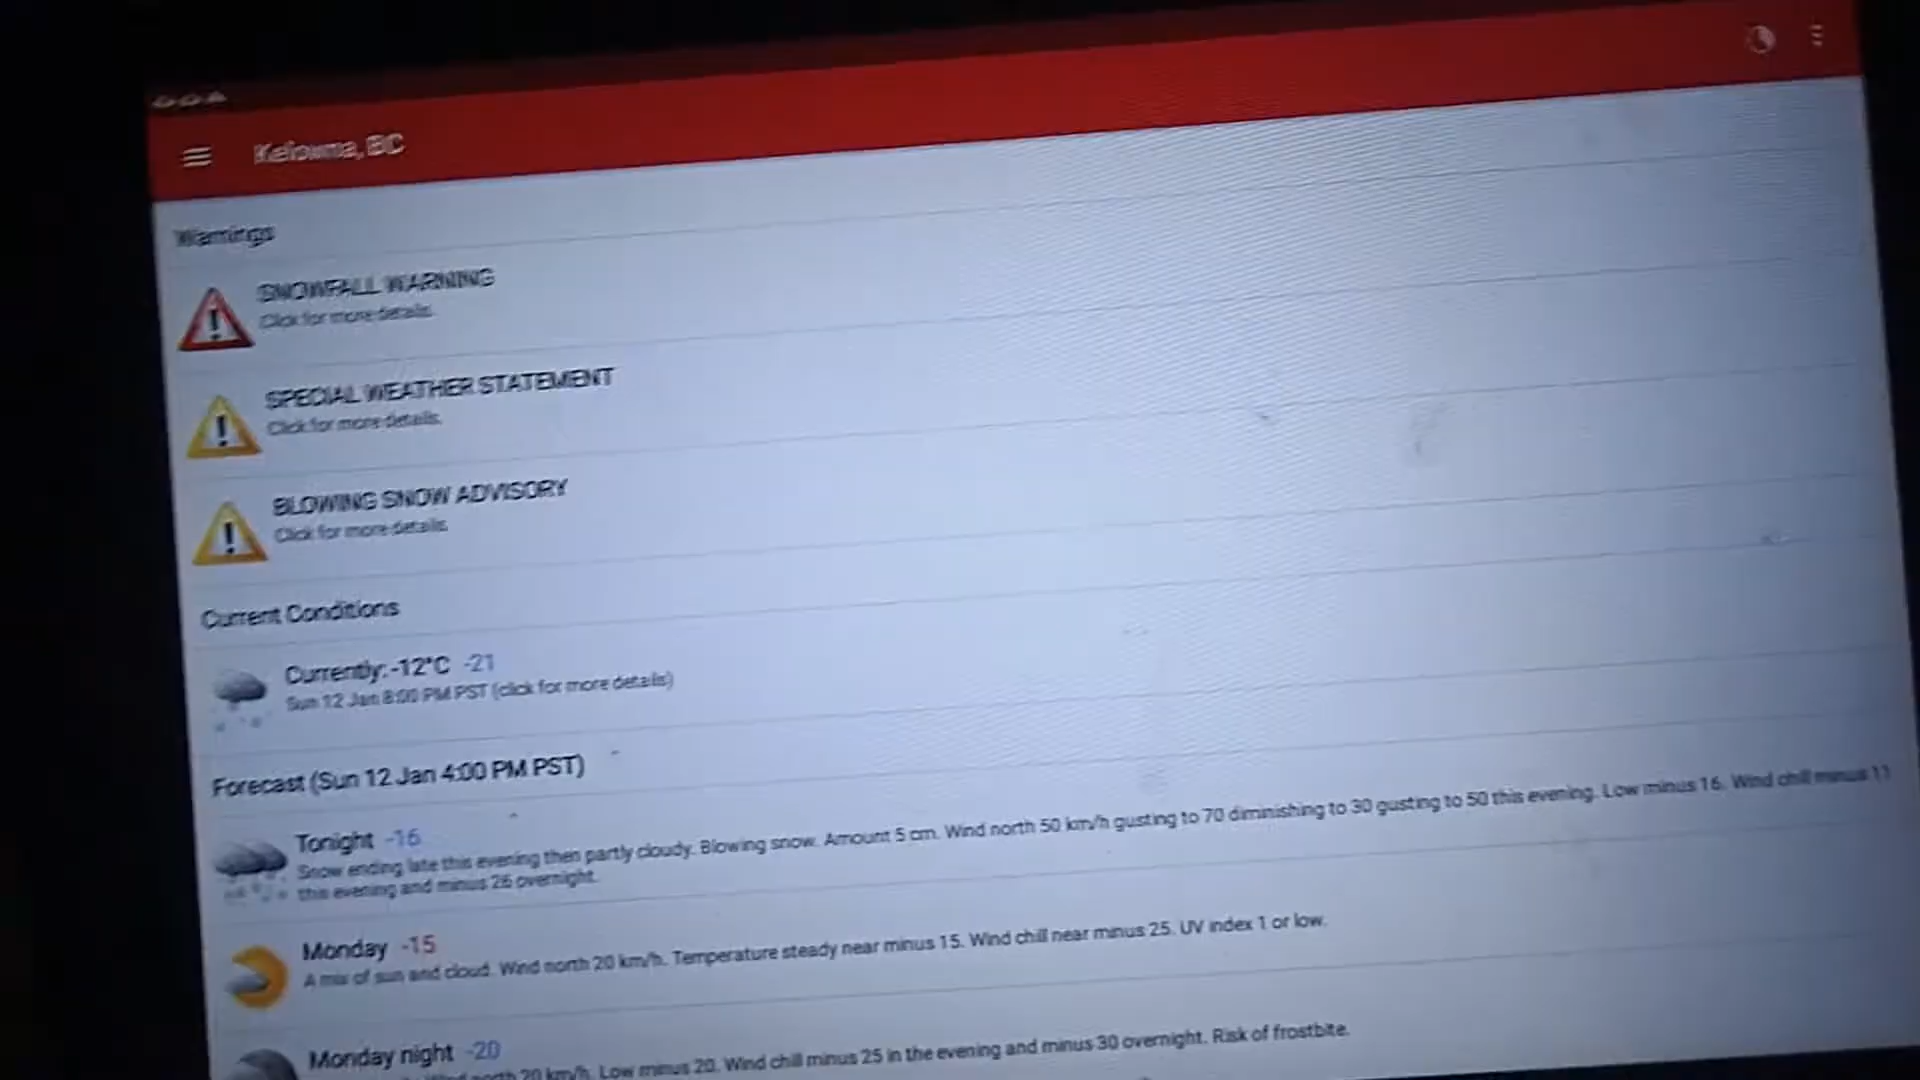 Kelowna, BC
Warnings
SNOWFALL WARNING
Click for more details.
SPECIAL WEATHER STATEMENT
Click for more details.
BLOWING SNOW ADVISORY
Click for more details.
Current Conditions
Currently: -12°C -21
Sun 12 Jan 8:00 PM PST (click for more details)
Forecast (Sun 12 Jan 4:00 PM PST)
Tonight -16
Snow ending late this evening then partly cloudy. Blowing snow. Amount 5 cm. Wind north 50 km/h gusting to 70 diminishing to 30 gusting to 50 this evening. Low minus 16. Wind chill minus 11
this evening and minus 26 overnight.
Monday -15
A mix of sun and cloud. Wind north 20 km/h. Temperature steady near minus 15. Wind chill near minus 25. UV index 1 or low.
Monday night -20
north 20 km/h. Low minus 20. Wind chill minus 25 in the evening and minus 30 overnight. Risk of frostbite.